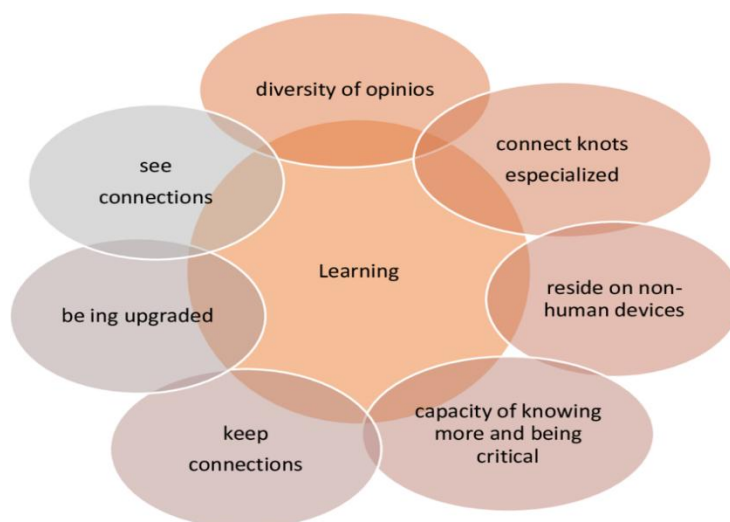 diversity of opinios
connect knots
especialized
reside on non-
human devices
capacity of knowing
more and being
critical
keep
connections
be ing upgraded
see
connections
Learning